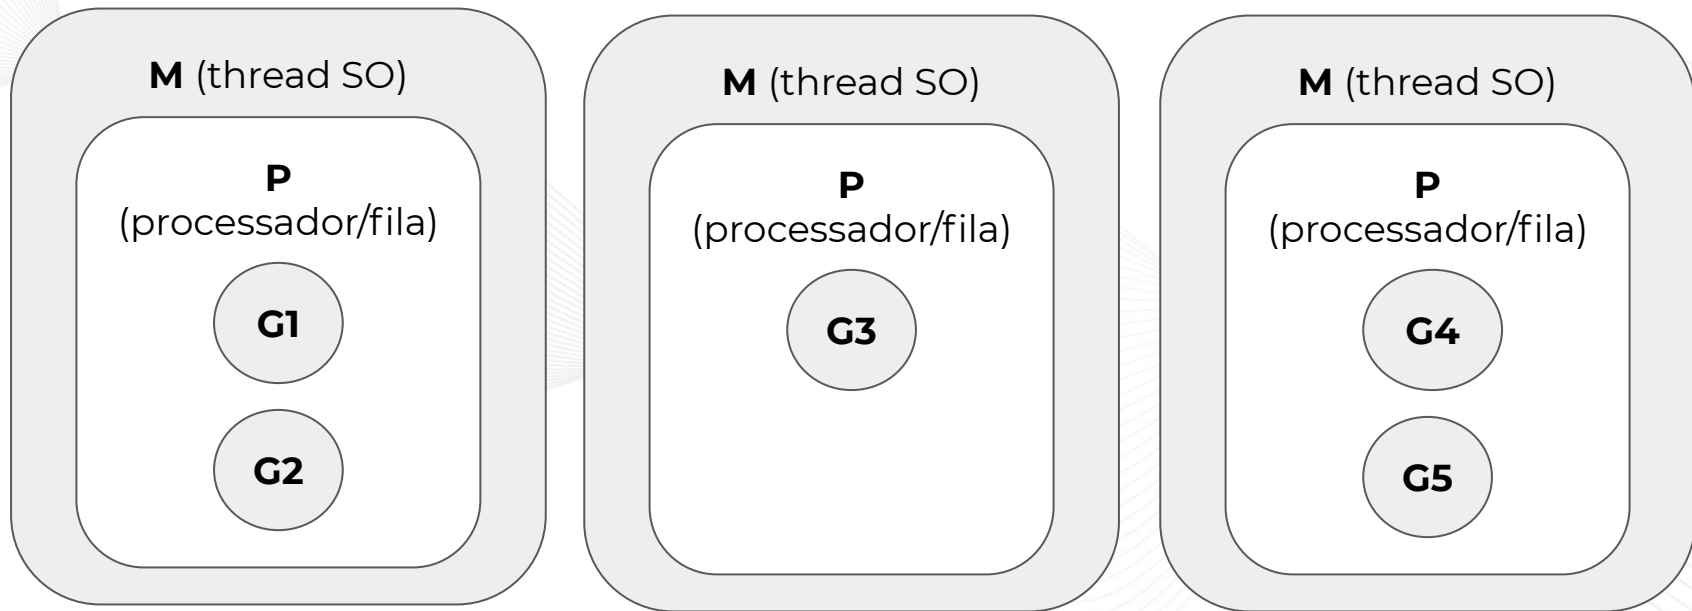 M (thread SO)
P
(processador/fila)
G1
G2
M (thread SO)
P
(processador/fila)
G3
M (thread SO)
P
(processador/fila)
G4
G5